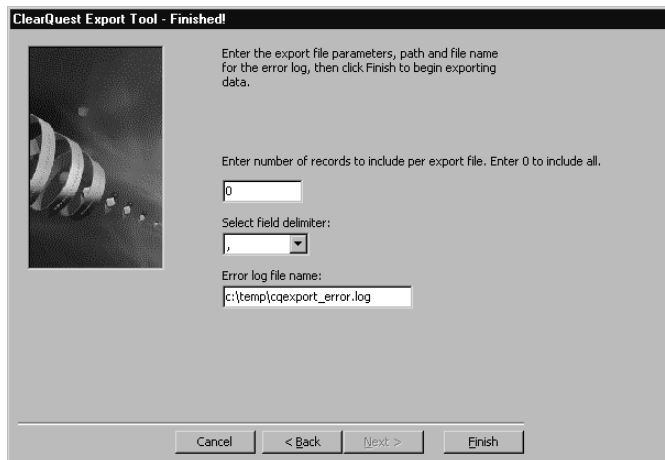 ClearQuest Export Tool - Finished!
Enter the export file parameters, path and file name
for the error log, then click Finish to begin exporting
data.
Enter number of records to include per export file. Enter 0 to include all.
0
Select field delimiter:
,
Error log file name:
c:\temp\cqexport_error.log
Cancel
< Back
Next >
Finish